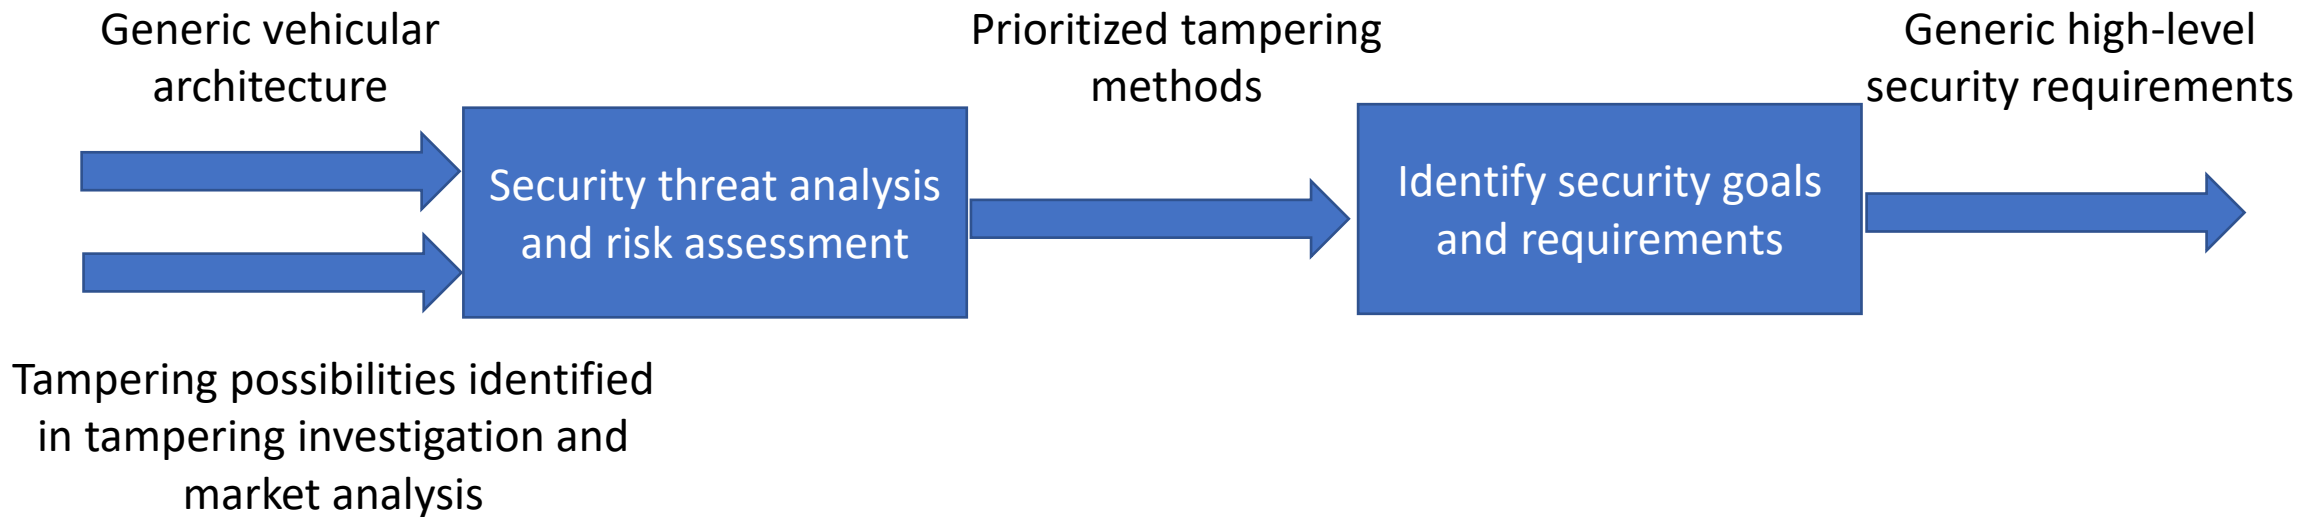 Generic vehicular
architecture
Prioritized tampering
methods
Generic high-level
security requirements
Security threat analysis
and risk assessment
Identify security goals
and requirements
Tampering possibilities identified
in tampering investigation and
market analysis